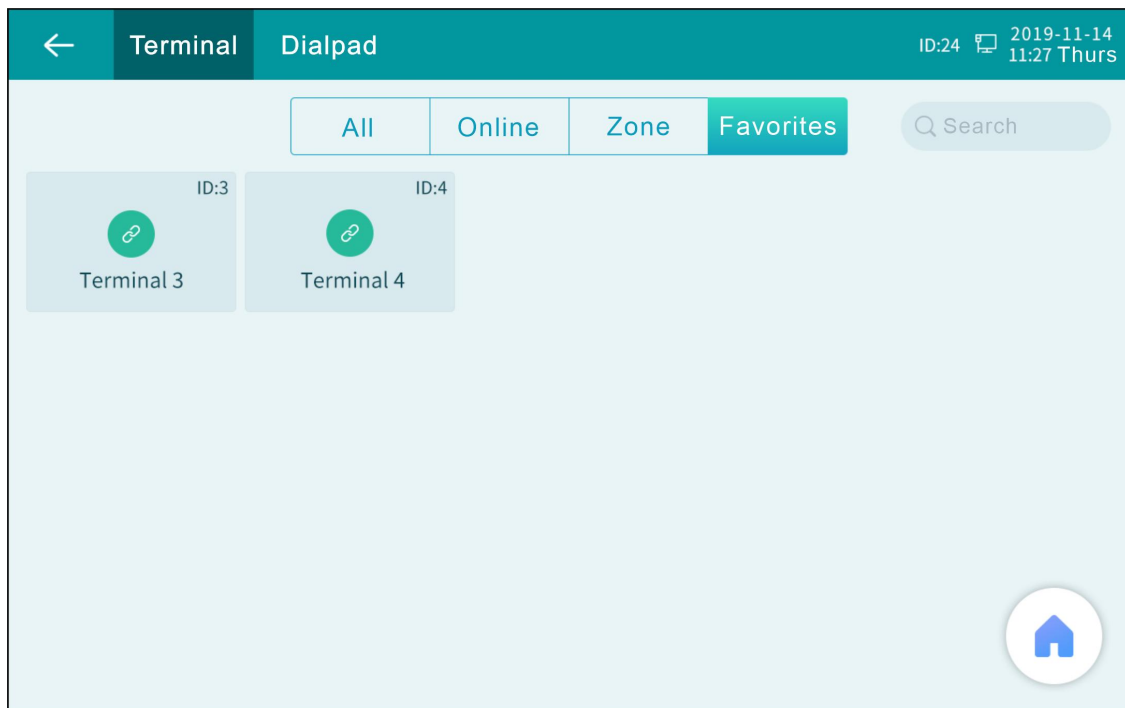 Terminal Dialpad ID:24 2019-11-14
11:27 Thurs
All Online Zone Favorites Search
ID:3 ID:4
Terminal 3 Terminal 4